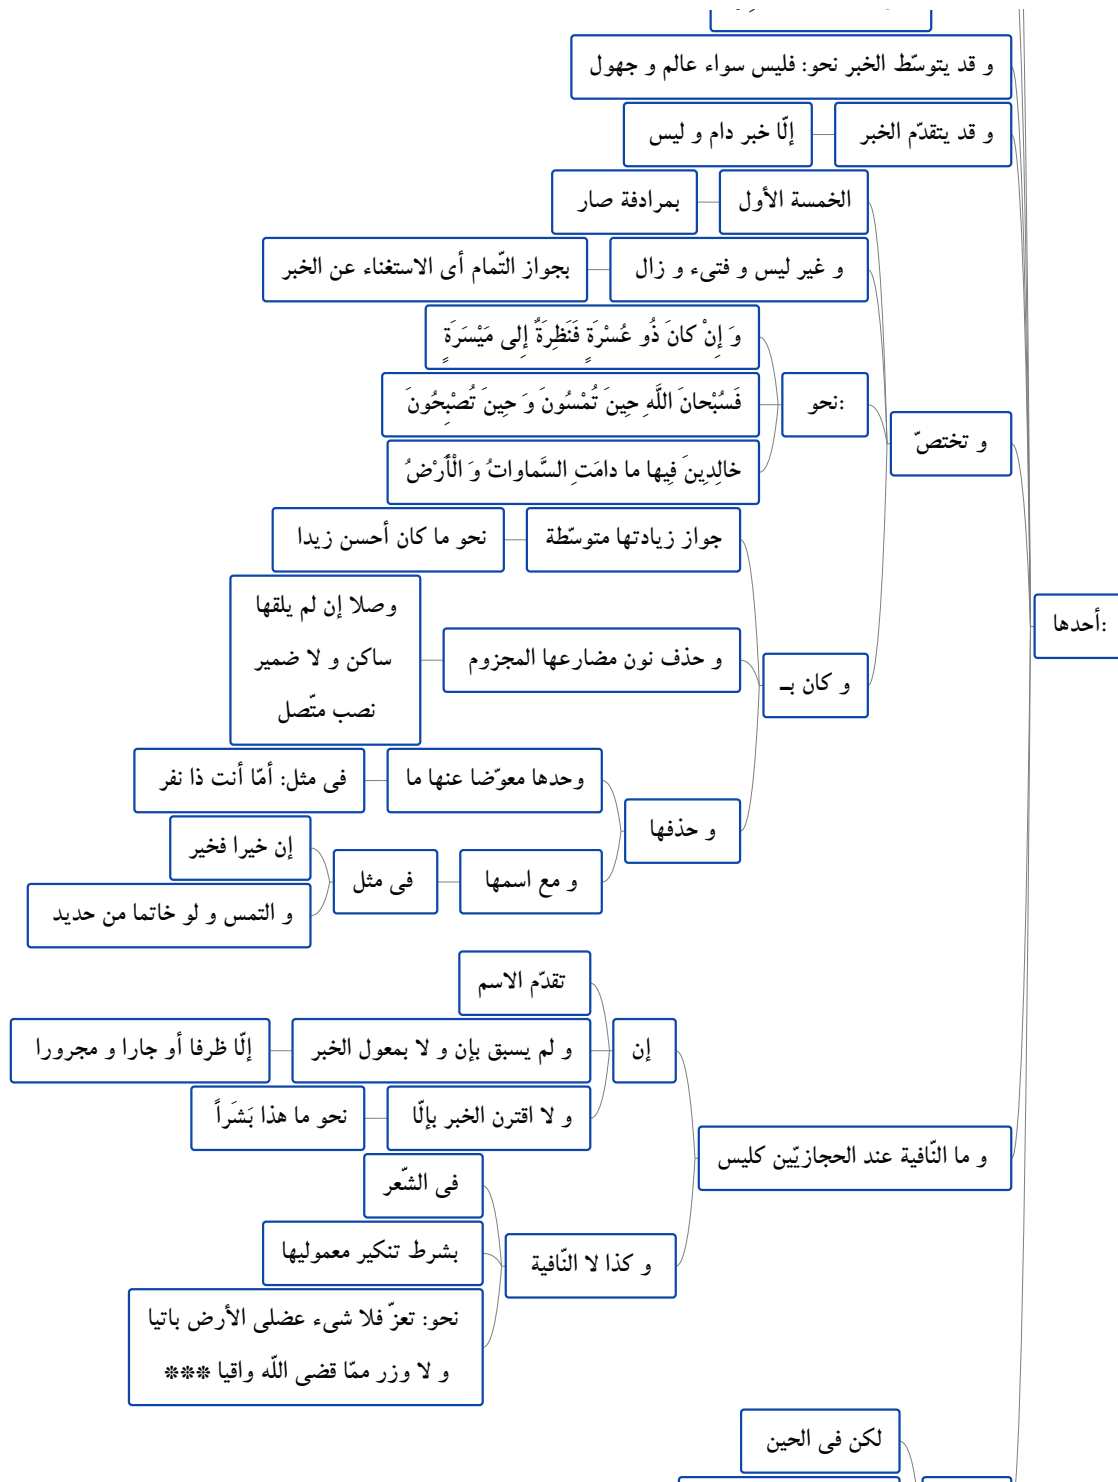 و قد يتوسّط الخبر نحو: فليس سواء عالم و جهول
و قد يتقدّم الخبر
إلّا خبر دام و ليس
الخمسة الأول
بمرادفة صار
و غير ليس و فتىء و زال
بجواز التّمام أى الاستغناء عن الخبر
وَ إِنْ كانَ ذُو عُسْرَةٍ فَنَظِرَةٌ إِلى مَيْسَرَةٍ
:نحو
فَسُبْحانَ اللَّهِ حِينَ تُمْسُونَ وَ حِينَ تُصْبِحُونَ
و تختصّ
خالِدِينَ فِيها ما دامَتِ السَّماواتُ وَ الْأَرْضُ
جواز زيادتها متوسّطة
نحو ما كان أحسن زيدا
:أحدها
و كان بـ
و حذف نون مضارعها المجزوم
وصلا إن لم يلقها
ساكن و لا ضمير
نصب متّصل
و حذفها
وحدها معوّضا عنها ما
فى مثل: أمّا أنت ذا نفر
و مع اسمها
فى مثل
إن خيرا فخير
و التمس و لو خاتما من حديد
تقدّم الاسم
إن
و لم يسبق بإن و لا بمعول الخبر
إلّا ظرفا أو جارا و مجرورا
و لا اقترن الخبر بإلّا
نحو ما هذا بَشَراً
و ما النّافية عند الحجازيّين كليس
فى الشّعر
بشرط تنكير معموليها
و كذا لا النّافية
نحو: تعزّ فلا شىء عضلى الأرض باتيا
و لا وزر ممّا قضى اللّه واقيا ***
لكن فى الحين